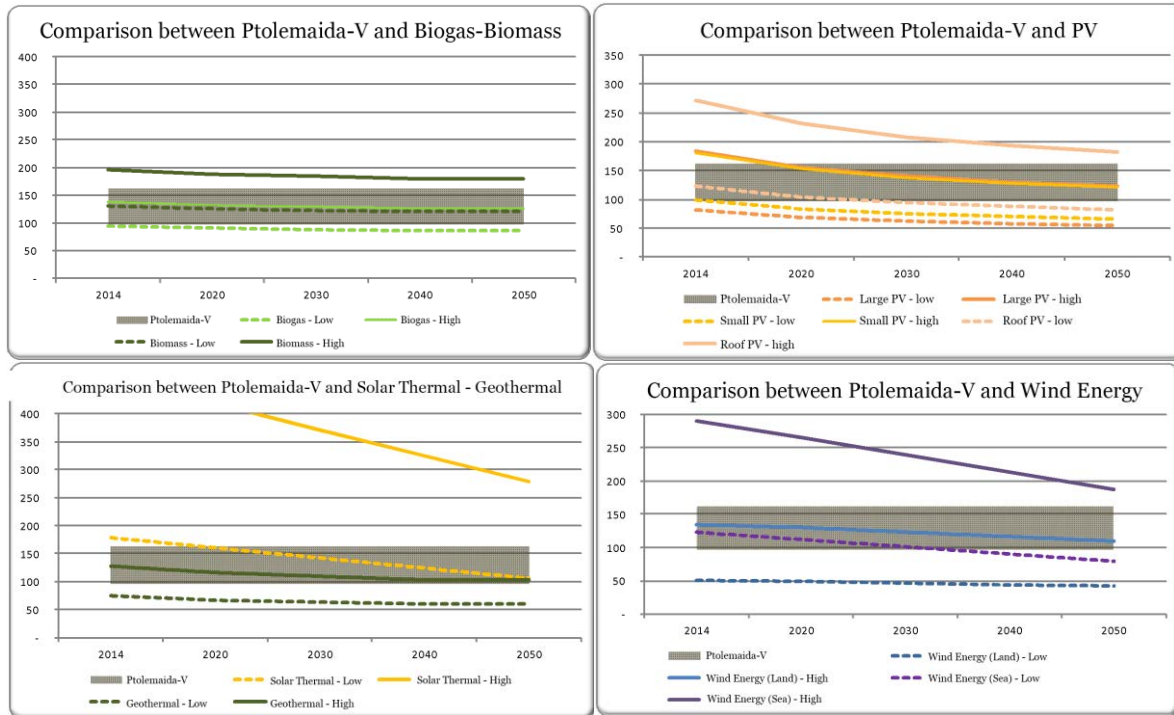 Comparison between Ptolemaida-V and Biogas-Biomass
400
350
300
250
200
150
100
50
-
2014 2020 2030 2040 2050
Ptolemaida-V Biogas - Low Biogas - High
Biomass - Low Biomass - High
Comparison between Ptolemaida-V and PV
350
300
250
200
150
100
50
-
2014 2020 2030 2040 2050
Ptolemaida-V Large PV - low Large PV - high
Small PV - low Small PV - high Roof PV - low
Roof PV - high
Comparison between Ptolemaida-V and Solar Thermal - Geothermal
400
350
300
250
200
150
100
50
-
2014 2020 2030 2040 2050
Ptolemaida-V Solar Thermal - Low Solar Thermal - High
Geothermal - Low Geothermal - High
Comparison between Ptolemaida-V and Wind Energy
300
250
200
150
100
50
-
2014 2020 2030 2040 2050
Ptolemaida-V Wind Energy (Land) - Low
Wind Energy (Land) - High Wind Energy (Sea) - Low
Wind Energy (Sea) - High